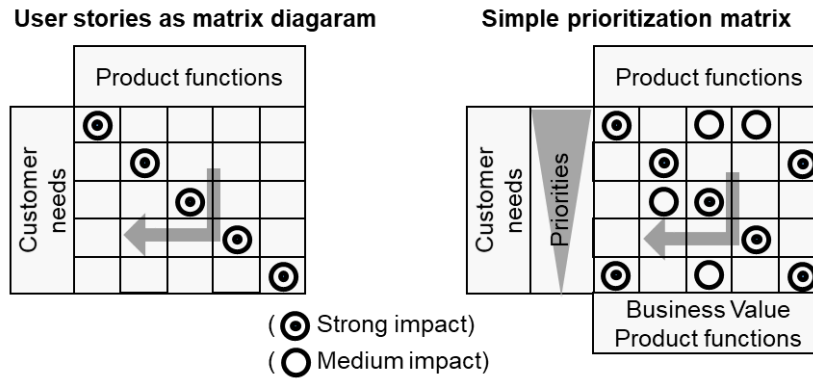 User stories as matrix diagaram
Simple prioritization matrix
Product functions
Customer
needs
Product functions
Customer
needs
Priorities
Business Value
Product functions
( Strong impact)
( Medium impact)